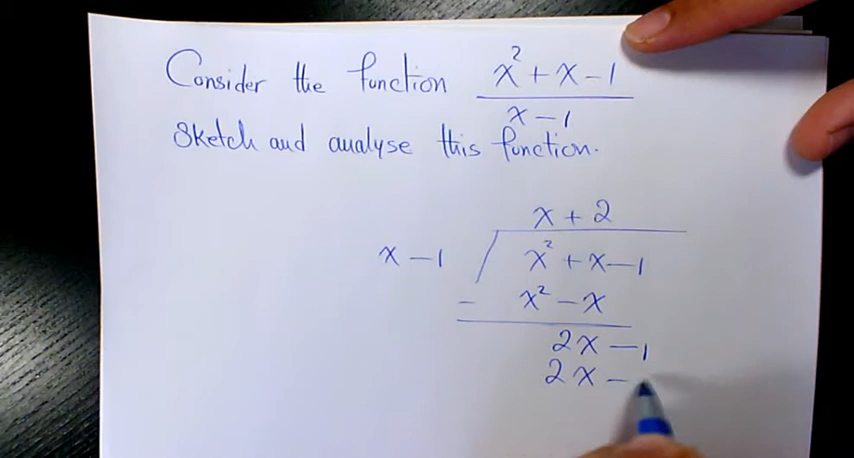 Consider the function x² + x - 1
x - 1
Sketch and analyse this function.
x + 2
x - 1 / x² + x - 1
- x² - x
2x - 1
2x -